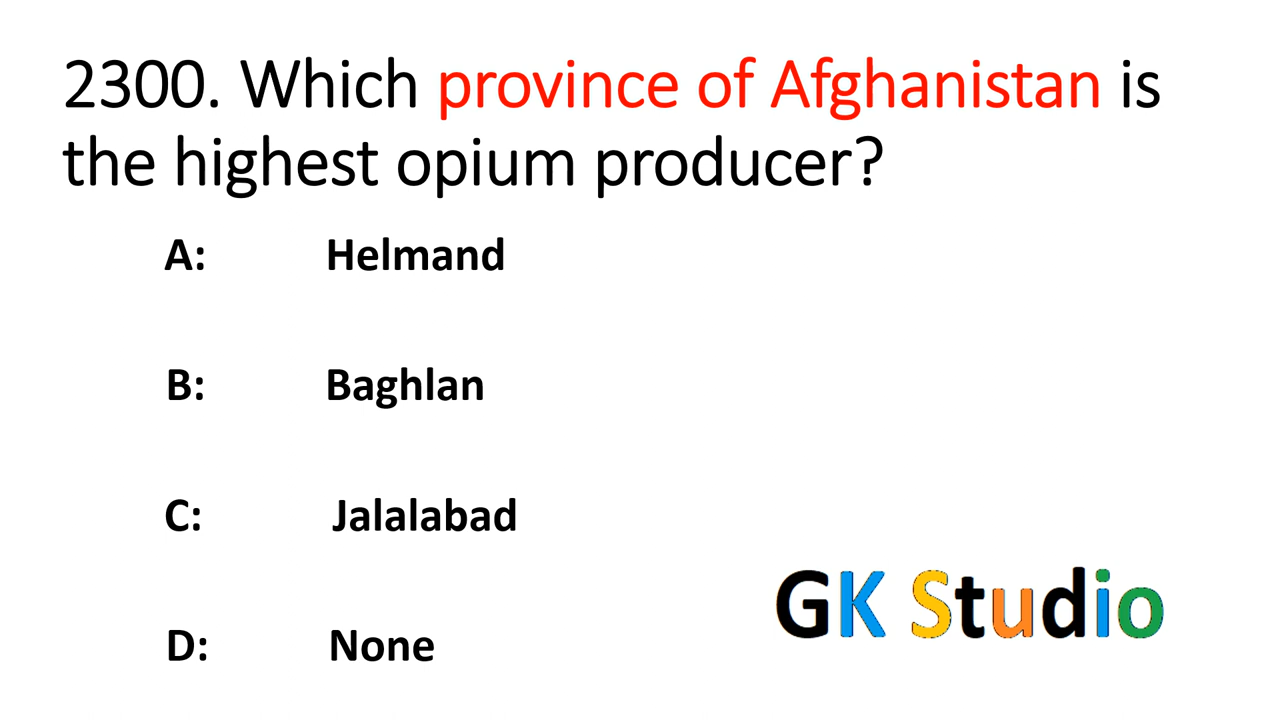 2300. Which province of Afghanistan is
the highest opium producer?
A: Helmand
B: Baghlan
C: Jalalabad
D: None
GK Studio